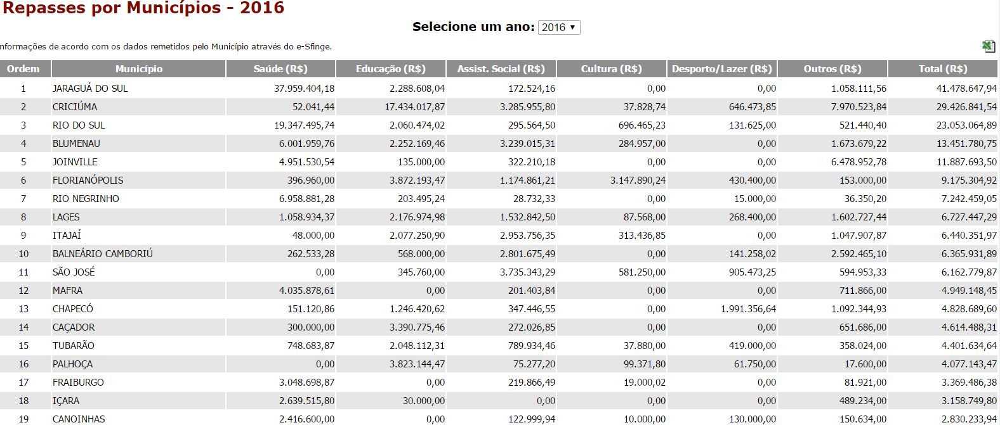 Repasses por Municípios - 2016
Selecione um ano: 2016
nformações de acordo com os dados remetidos pelo Município através do e-Sfinge.
Ordem Município Saúde (R$) Educação (R$) Assist. Social (R$) Cultura (R$) Desporto/Lazer (R$) Outros (R$) Total (R$)
1 JARAGUÁ DO SUL 37.959.404,18 2.288.608,04 172.524,16 0,00 0,00 1.058.111,56 41.478.647,94
2 CRICIÚMA 52.041,44 17.434.017,87 3.285.955,80 37.828,74 646.473,85 7.970.523,84 29.426.841,54
3 RIO DO SUL 19.347.495,74 2.060.474,02 295.564,50 696.465,23 131.625,00 521.440,40 23.053.064,89
4 BLUMENAU 6.001.959,76 2.252.169,46 3.239.015,31 284.957,00 0,00 1.673.679,22 13.451.780,75
5 JOINVILLE 4.951.530,54 135.000,00 322.210,18 0,00 0,00 6.478.952,78 11.887.693,50
6 FLORIANÓPOLIS 396.960,00 3.872.193,47 1.174.861,21 3.147.890,24 430.400,00 153.000,00 9.175.304,92
7 RIO NEGRINHO 6.958.881,28 203.495,24 28.732,33 0,00 15.000,00 36.350,20 7.242.459,05
8 LAGES 1.058.934,37 2.176.974,98 1.532.842,50 87.568,00 268.400,00 1.602.727,44 6.727.447,29
9 ITAJAÍ 48.000,00 2.077.250,90 2.953.756,35 313.436,85 0,00 1.047.907,87 6.440.351,97
10 BALNEÁRIO CAMBORIÚ 262.533,28 568.000,00 2.801.675,49 0,00 141.258,02 2.592.465,10 6.365.931,89
11 SÃO JOSÉ 0,00 345.760,00 3.735.343,29 581.250,00 905.473,25 594.953,33 6.162.779,87
12 MAFRA 4.035.878,61 0,00 201.403,84 0,00 0,00 711.866,00 4.949.148,45
13 CHAPECÓ 151.120,86 1.246.420,62 347.446,55 0,00 1.991.356,64 1.092.344,93 4.828.689,60
14 CAÇADOR 300.000,00 3.390.775,46 272.026,85 0,00 0,00 651.686,00 4.614.488,31
15 TUBARÃO 748.683,87 2.048.112,31 789.934,46 37.880,00 419.000,00 358.024,00 4.401.634,64
16 PALHOÇA 0,00 3.823.144,47 75.277,20 99.371,80 61.750,00 17.600,00 4.077.143,47
17 FRAIBURGO 3.048.698,87 0,00 219.866,49 19.000,02 0,00 81.921,00 3.369.486,38
18 IÇARA 2.639.515,80 30.000,00 0,00 0,00 0,00 489.234,00 3.158.749,80
19 CANOINHAS 2.416.600,00 0,00 122.999,94 10.000,00 130.000,00 150.634,00 2.830.233,94